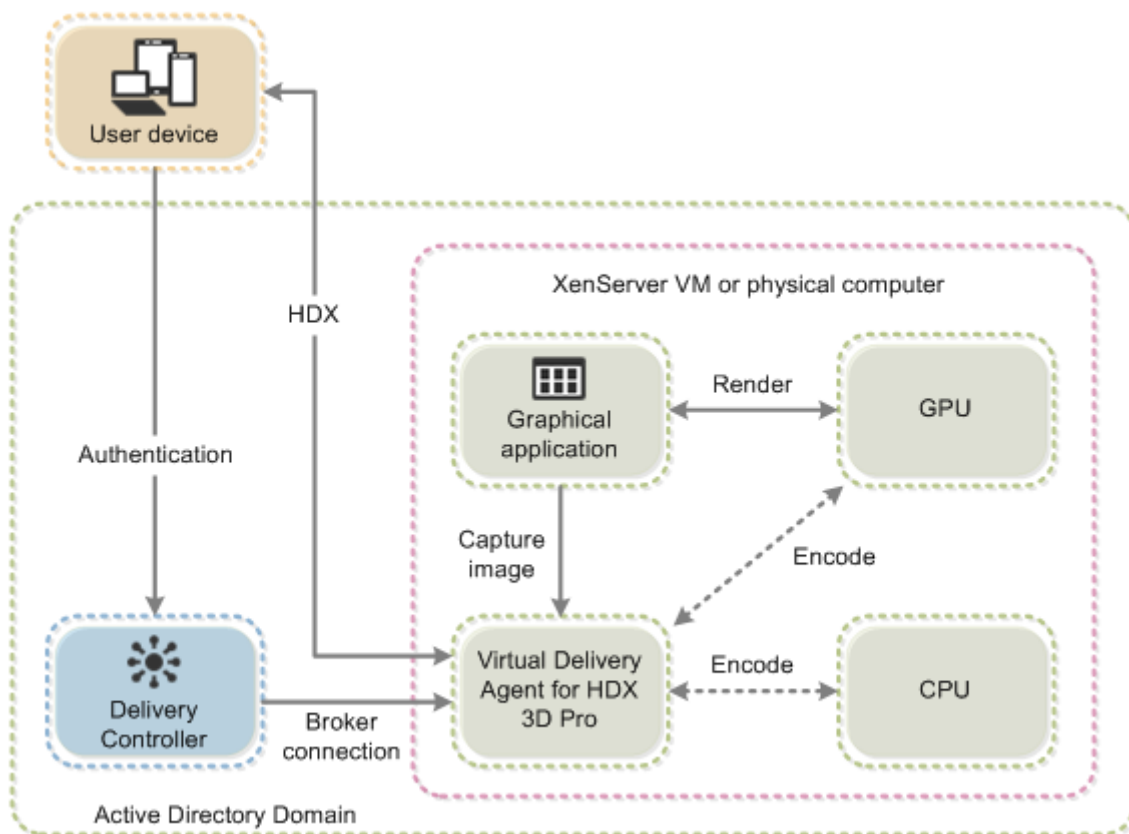 User device
XenServer VM or physical computer
HDX
Graphical
application
Render
GPU
Authentication
Capture
image
Encode
Delivery
Controller
Broker
connection
Virtual Delivery
Agent for HDX
3D Pro
Encode
CPU
Active Directory Domain